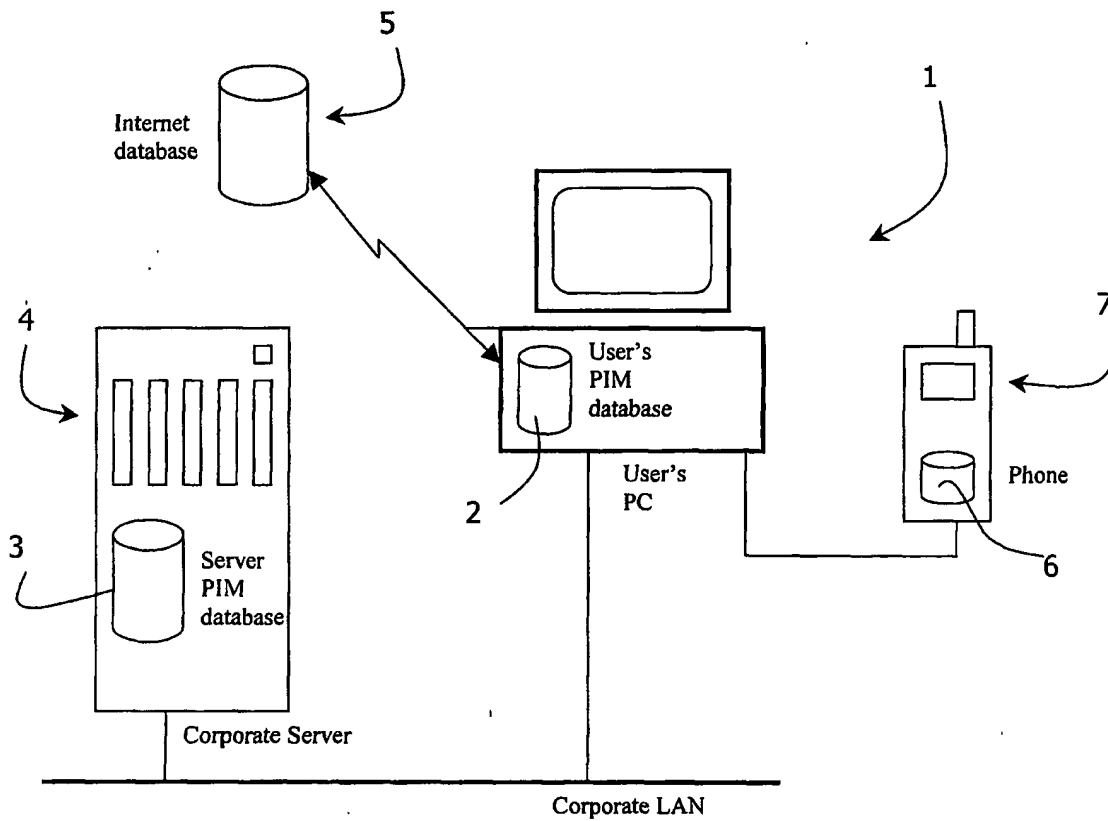 5
1
Internet
database
4
7
User's
PIM
database
2
User's
PC
Phone
3
Server
PIM
database
6
Corporate Server
Corporate LAN